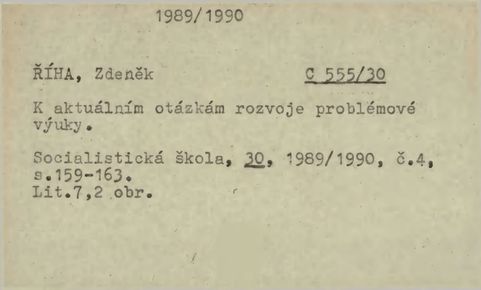 1989/1990
ŘÍHA, Zdeněk C 555/30
K aktuálním otázkám rozvoje problémové
výuky.
Socialistická škola, 30, 1989/1990, č.4,
s.159-163.
Lit.7,2 obr.